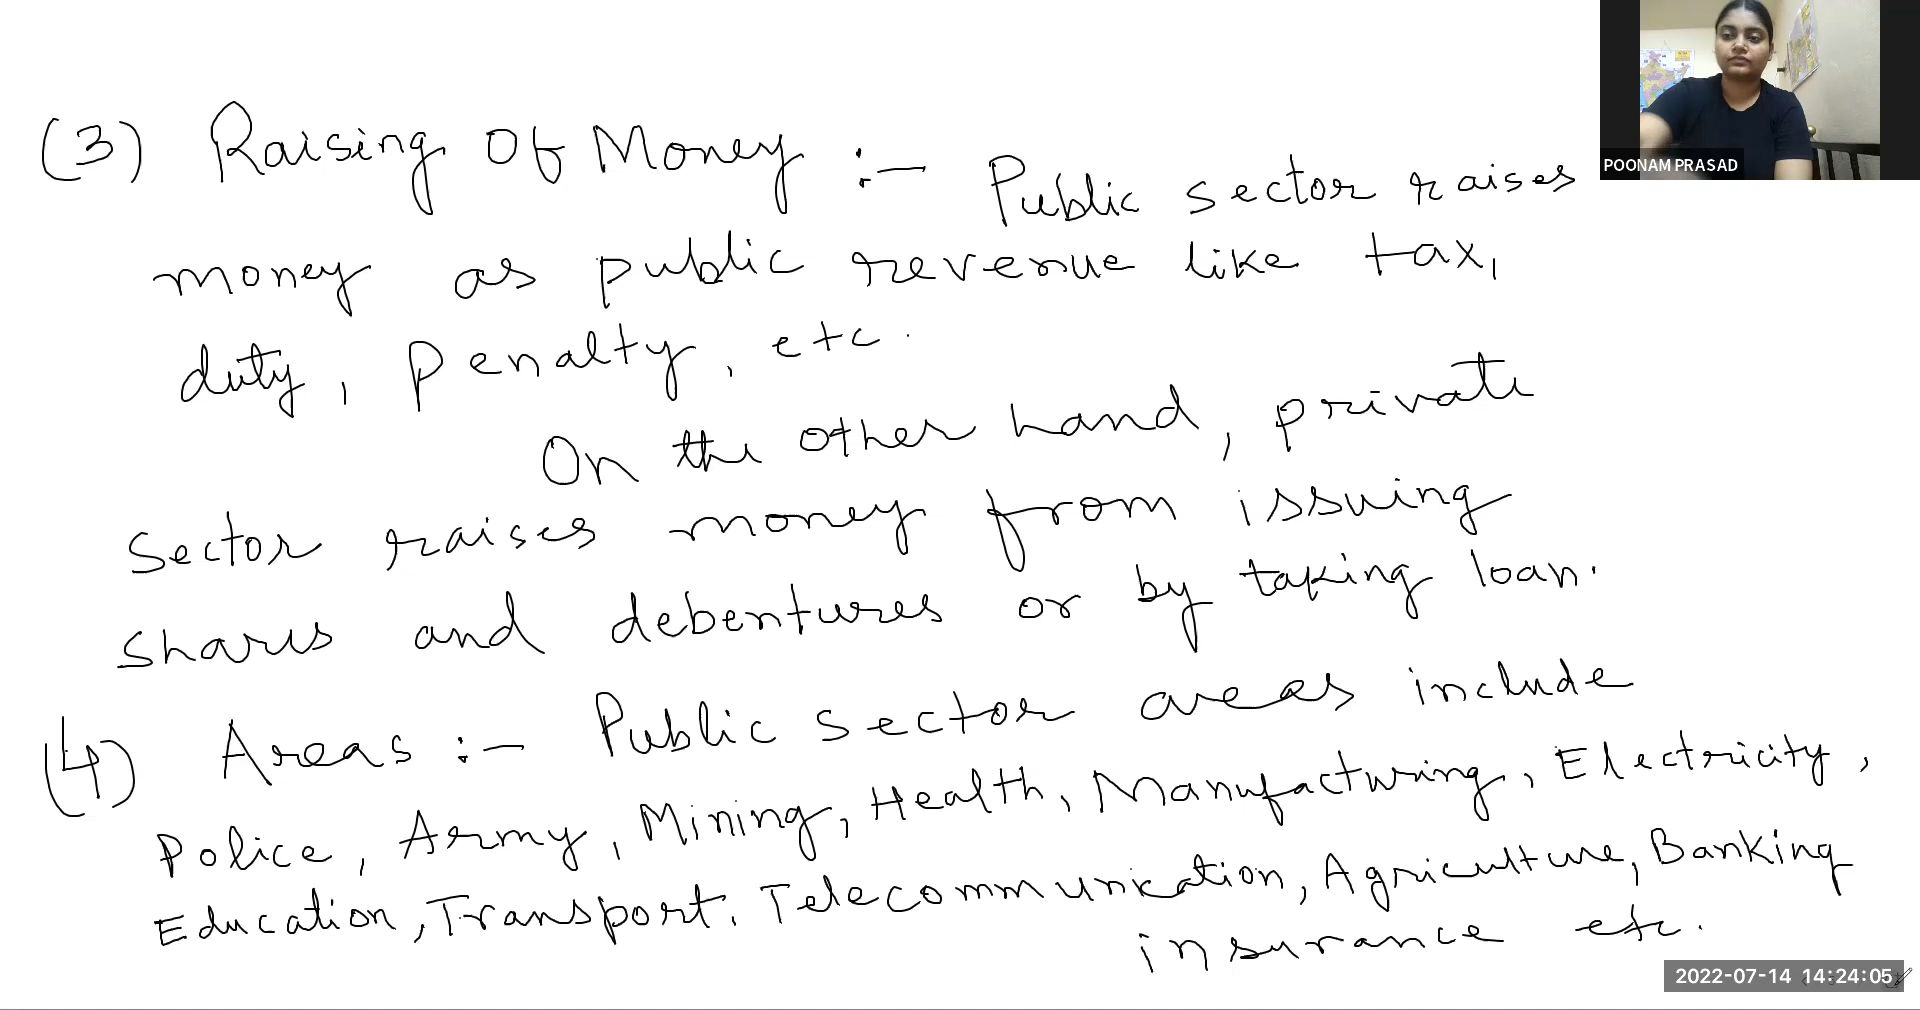 POONAM PRASAD
(3) Raising Of Money :- Public sector raises
money as public revenue like tax,
duty, Penalty, etc.
On the other hand, private
Sector raises money from issuing
shares and debentures or by taking loan.
(4) Areas :- Public sector areas include
Police, Army, Mining, Health, Manufacturing, Electricity,
Education, Transport, Telecommunication, Agriculture, Banking
insurance etc.
2022-07-14 14:24:05